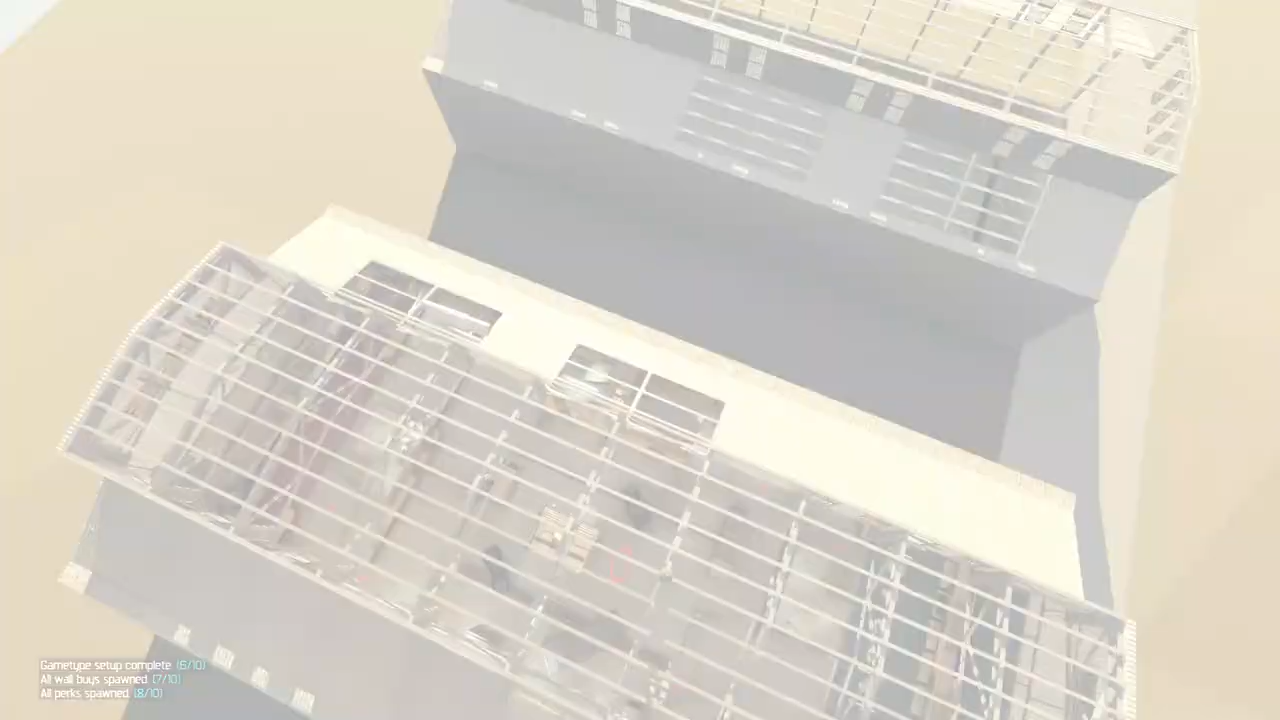 Gametype setup complete. (6/10)
All wall buys spawned. (7/10)
All perks spawned. (8/10)